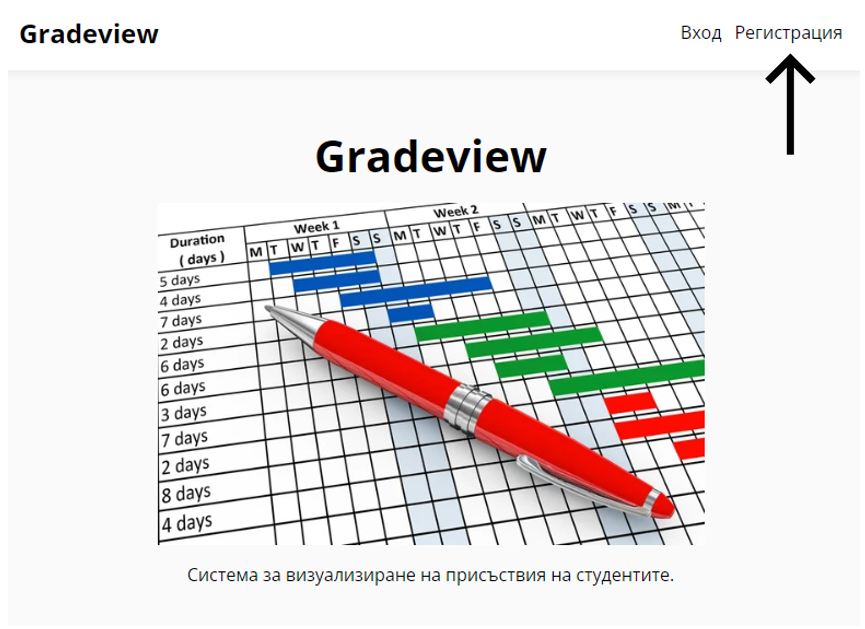 Gradeview
Вход Регистрация
Gradeview
Week 1
Week 2
Duration
( days )
M T W T F S S M T W T F S S M T W T F S S M T
5 days
4 days
7 days
2 days
6 days
6 days
3 days
7 days
2 days
8 days
4 days
Система за визуализиране на присъствия на студентите.